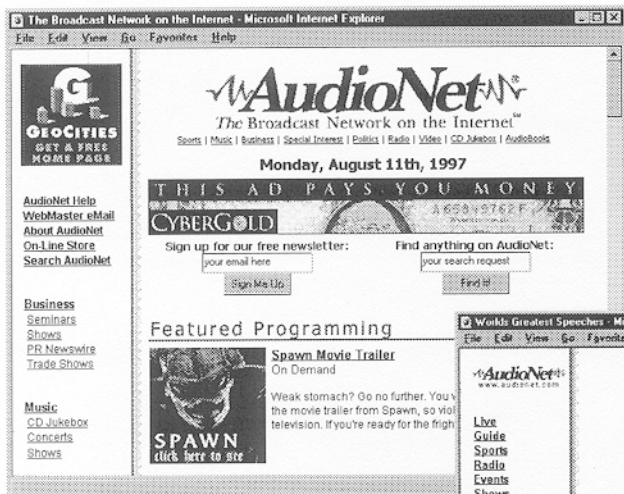 The Broadcast Network on the Internet - Microsoft Internet Explorer
File Edit View Go Favorites Help
G
GEOCITIES
GET A FREE
HOME PAGE
AudioNet Help
WebMaster eMail
About AudioNet
On-Line Store
Search AudioNet
Business
Seminars
Shows
PR Newswire
Trade Shows
Music
CD Jukebox
Concerts
Shows
AudioNet®
The Broadcast Network on the Internet℠
Sports | Music | Business | Special Interest | Politics | Radio | Video | CD Jukebox | AudioBooks
Monday, August 11th, 1997
THIS AD PAYS YOU MONEY
CYBERGOLD
Sign up for our free newsletter:
your email here
Sign Me Up
Find anything on AudioNet:
your search request
Find It!
Featured Programming
SPAWN
click here to see
Spawn Movie Trailer
On Demand
Weak stomach? Go no further. You w
the movie trailer from Spawn, so viol
television. If you're ready for the frigh
Worlds Greatest Speeches - Mi
File Edit View Go Favorite
AudioNet
www.audionet.com
Live
Guide
Sports
Radio
Events
Shows